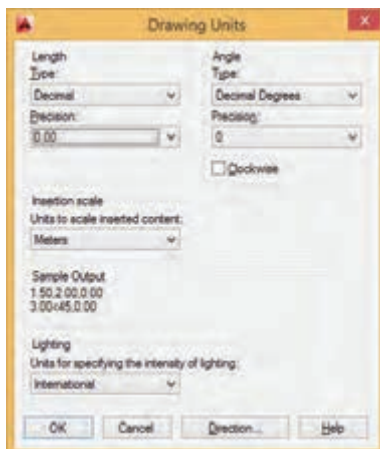 Drawing Units
Length
Type:
Decimal
Precision:
0.00
Angle
Type:
Decimal Degrees
Precision:
0
Clockwise
Insertion scale
Units to scale inserted content:
Meters
Sample Output
1.50,2.00,0.00
3.00<45,0.00
Lighting
Units for specifying the intensity of lighting:
International
OK Cancel Direction... Help